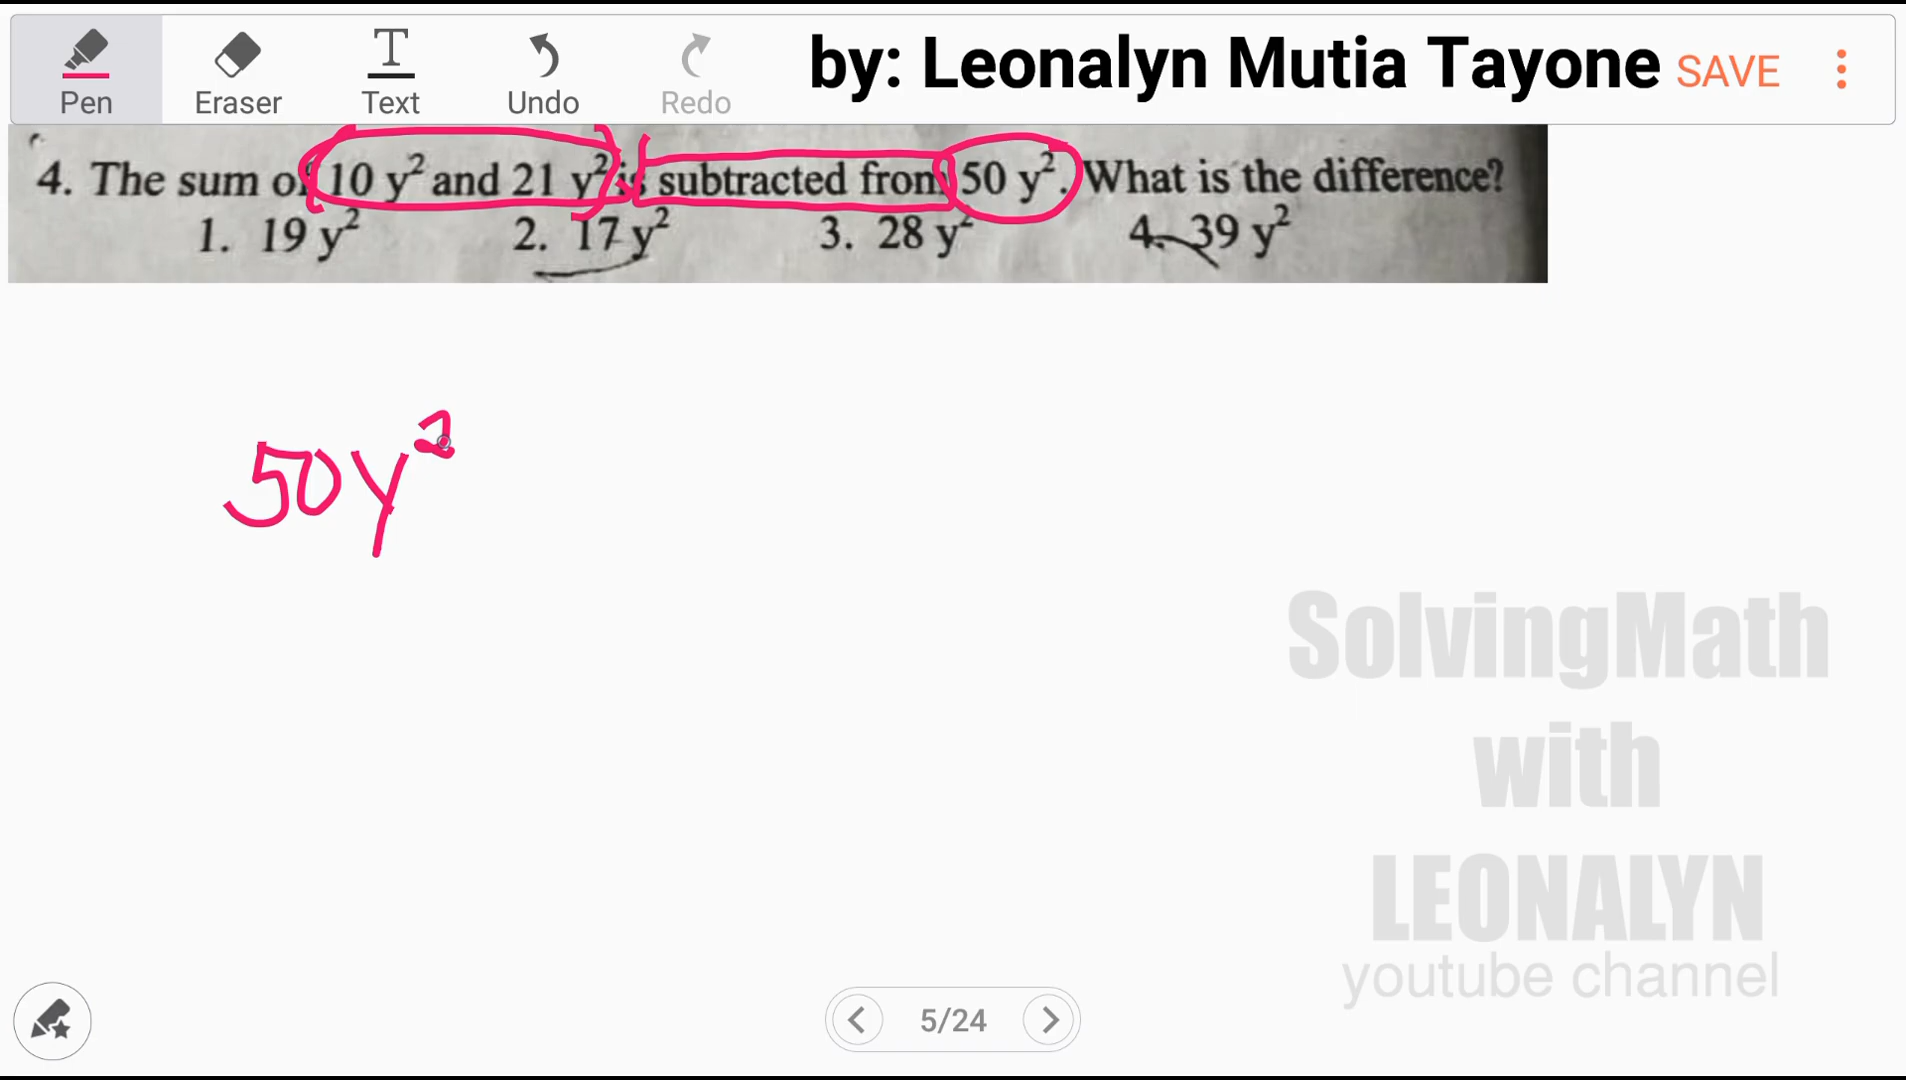 Pen Eraser Text Undo Redo by: Leonalyn Mutia Tayone SAVE
4. The sum of 10 y² and 21 y² is subtracted from 50 y². What is the difference?
1. 19 y² 2. 17 y² 3. 28 y² 4. 39 y²
50y²
SolvingMath
with
LEONALYN
youtube channel
5/24